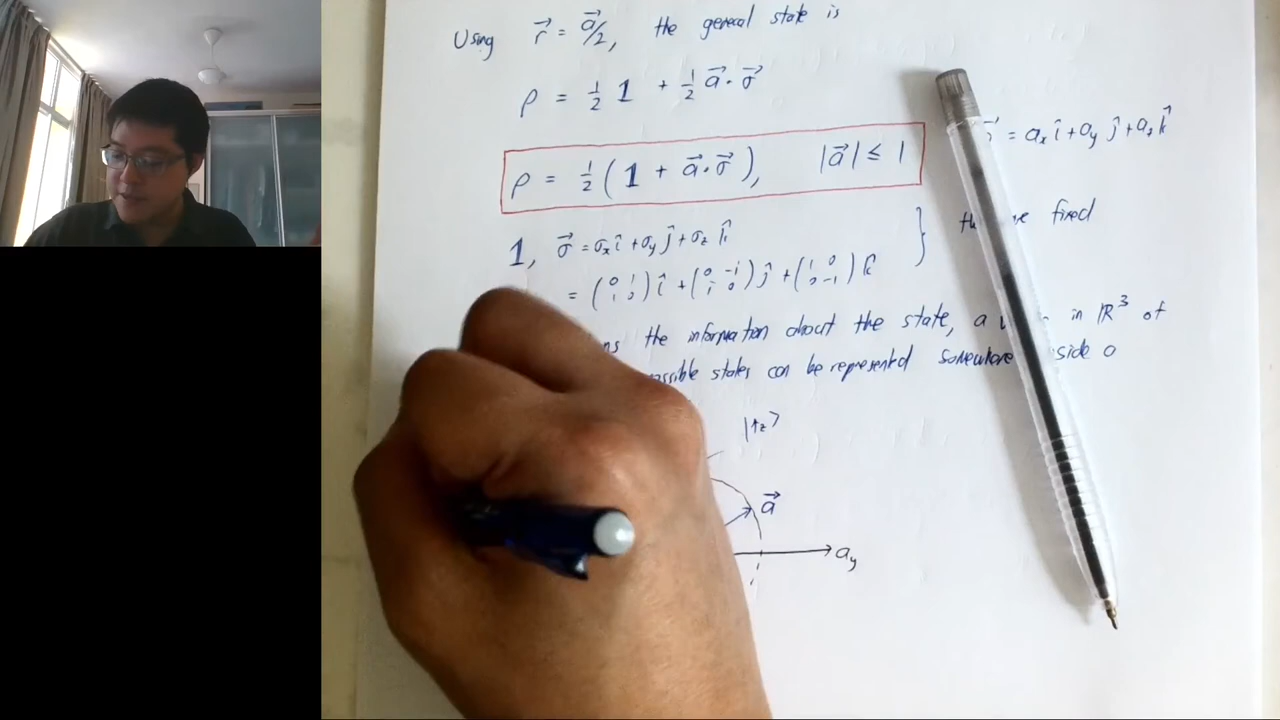 Using r⃗ = a⃗/2, the general state is
ρ = 1/2 𝟏 + 1/2 a⃗·σ⃗
ρ = 1/2 (𝟏 + a⃗·σ⃗), |a⃗| ≤ 1
= aₓ î + a_y ĵ + a_z k̂
𝟏, σ⃗ = σₓ î + σ_y ĵ + σ_z k̂ } fixed
= (0 1; 1 0) î + (0 -i; i 0) ĵ + (1 0; 0 -1) k̂
the information about the state, a in ℝ³ of
states can be represented somewhere
|↑z⟩
a⃗
a_y